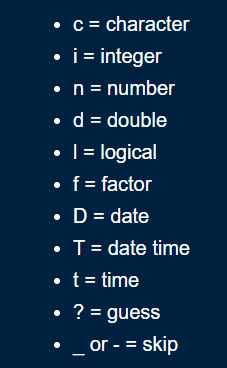 • c = character
• i = integer
• n = number
• d = double
• l = logical
• f = factor
• D = date
• T = date time
• t = time
• ? = guess
• _ or - = skip